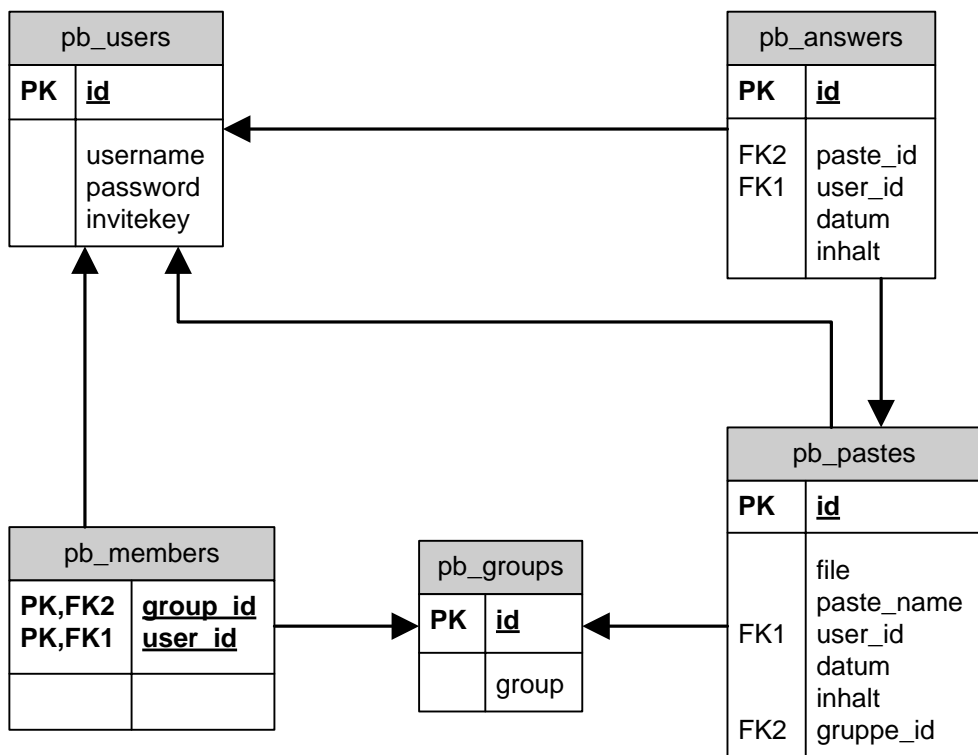 pb_users
PK id
username
password
invitekey
pb_answers
PK id
FK2 paste_id
FK1 user_id
datum
inhalt
pb_members
PK,FK2 group_id
PK,FK1 user_id
pb_groups
PK id
group
pb_pastes
PK id
file
paste_name
FK1 user_id
datum
inhalt
FK2 gruppe_id